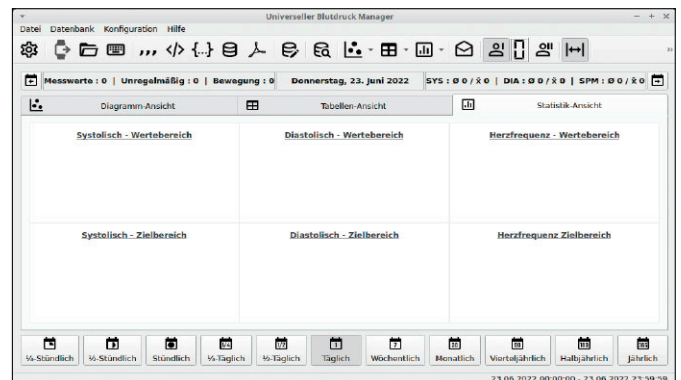 Universeller Blutdruck Manager
Datei Datenbank Konfiguration Hilfe
Messwerte : 0 | Unregelmäßig : 0 | Bewegung : 0 Donnerstag, 23. Juni 2022 SYS : Ø 0 / x̃ 0 | DIA : Ø 0 / x̃ 0 | SPM : Ø 0 / x̃ 0
Diagramm-Ansicht Tabellen-Ansicht Statistik-Ansicht
Systolisch - Wertebereich Diastolisch - Wertebereich Herzfrequenz - Wertebereich
Systolisch - Zielbereich Diastolisch - Zielbereich Herzfrequenz Zielbereich
¼-Stündlich ½-Stündlich Stündlich ¼-Täglich ½-Täglich Täglich Wöchentlich Monatlich Vierteljährlich Halbjährlich Jährlich
23.06.2022 00:00:00 - 23.06.2022 23:59:59